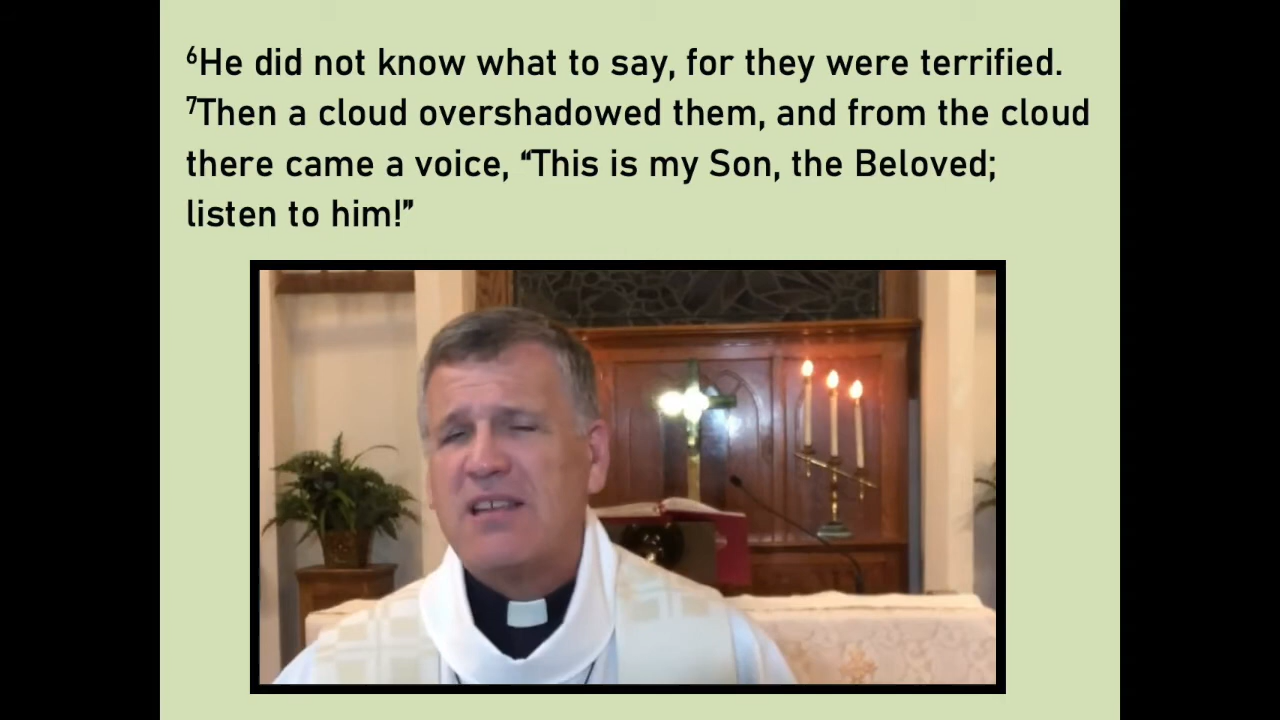 ⁶He did not know what to say, for they were terrified.
⁷Then a cloud overshadowed them, and from the cloud
there came a voice, “This is my Son, the Beloved;
listen to him!”